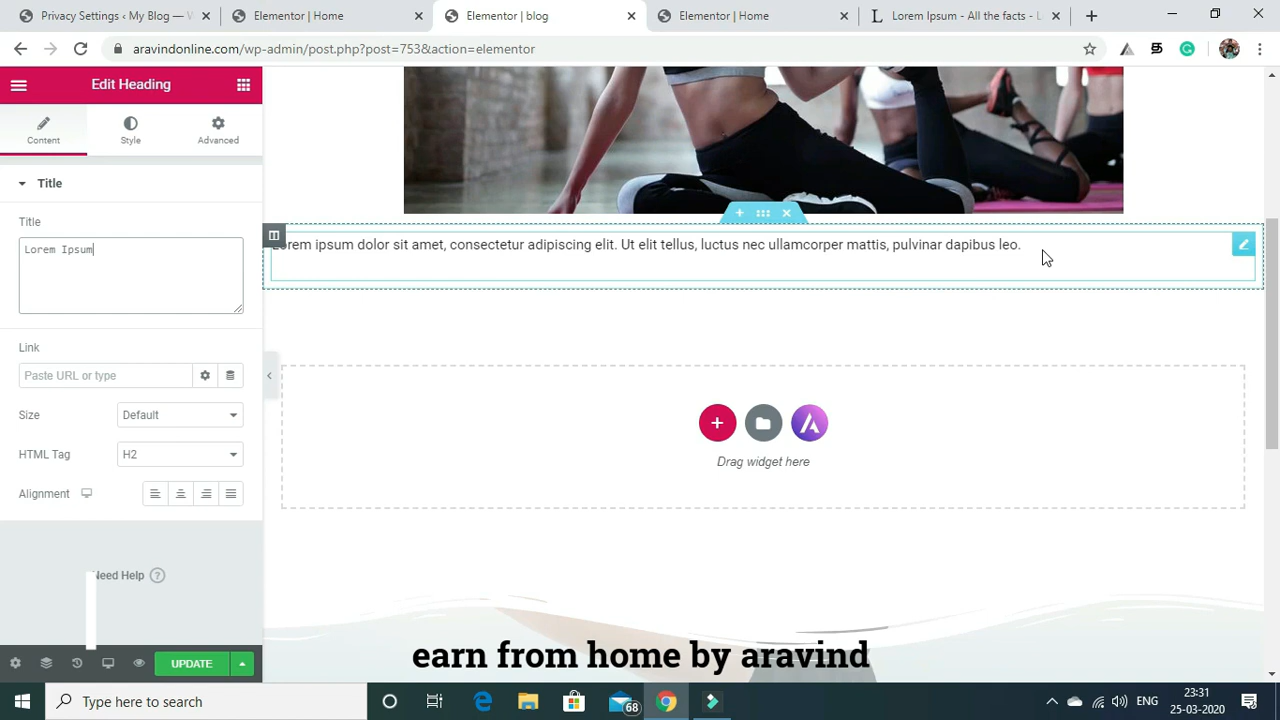 Privacy Settings ‹ My Blog — W
Elementor | Home
Elementor | blog
Elementor | Home
Lorem Ipsum - All the facts - L
aravindonline.com/wp-admin/post.php?post=753&action=elementor
Edit Heading
Content
Style
Advanced
Title
Title
Lorem Ipsum
Link
Paste URL or type
Size
Default
HTML Tag
H2
Alignment
Need Help
UPDATE
Lorem ipsum dolor sit amet, consectetur adipiscing elit. Ut elit tellus, luctus nec ullamcorper mattis, pulvinar dapibus leo.
Drag widget here
earn from home by aravind
Type here to search
68
ENG
23:31
25-03-2020